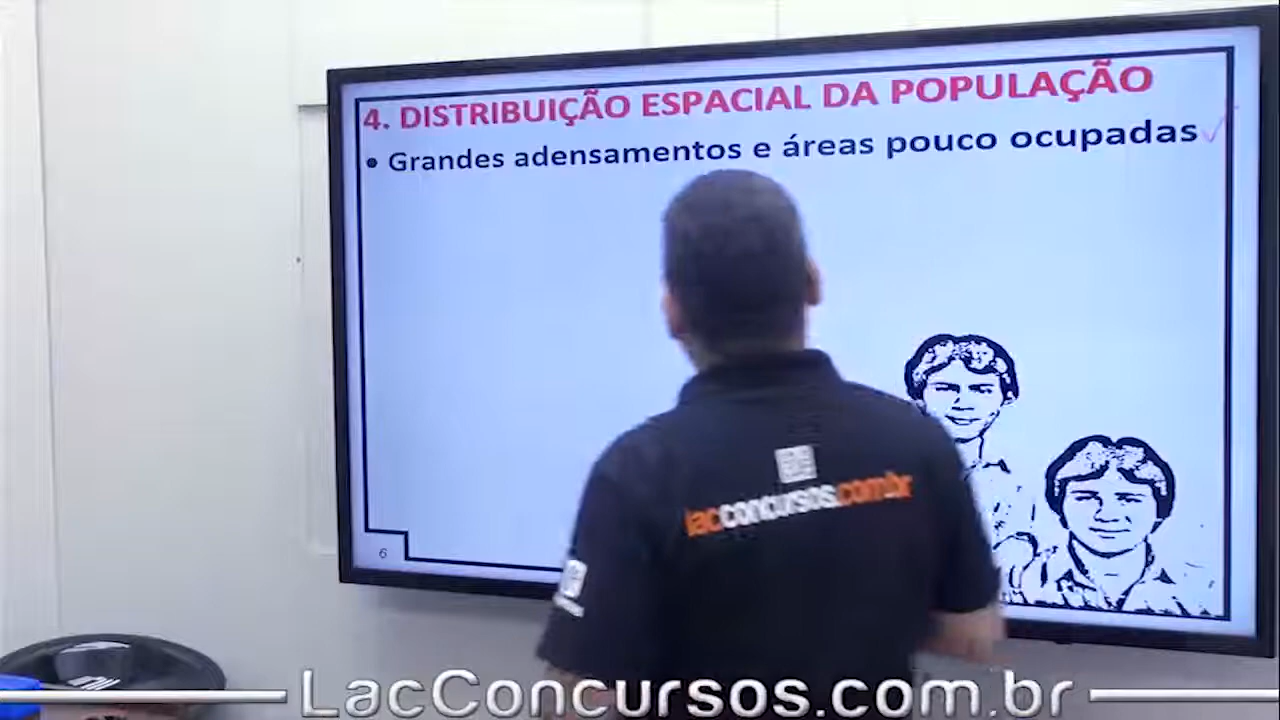 4. DISTRIBUIÇÃO ESPACIAL DA POPULAÇÃO
• Grandes adensamentos e áreas pouco ocupadas
lacconcursos.com.br
6
LACCONCURSOS.COM.BR